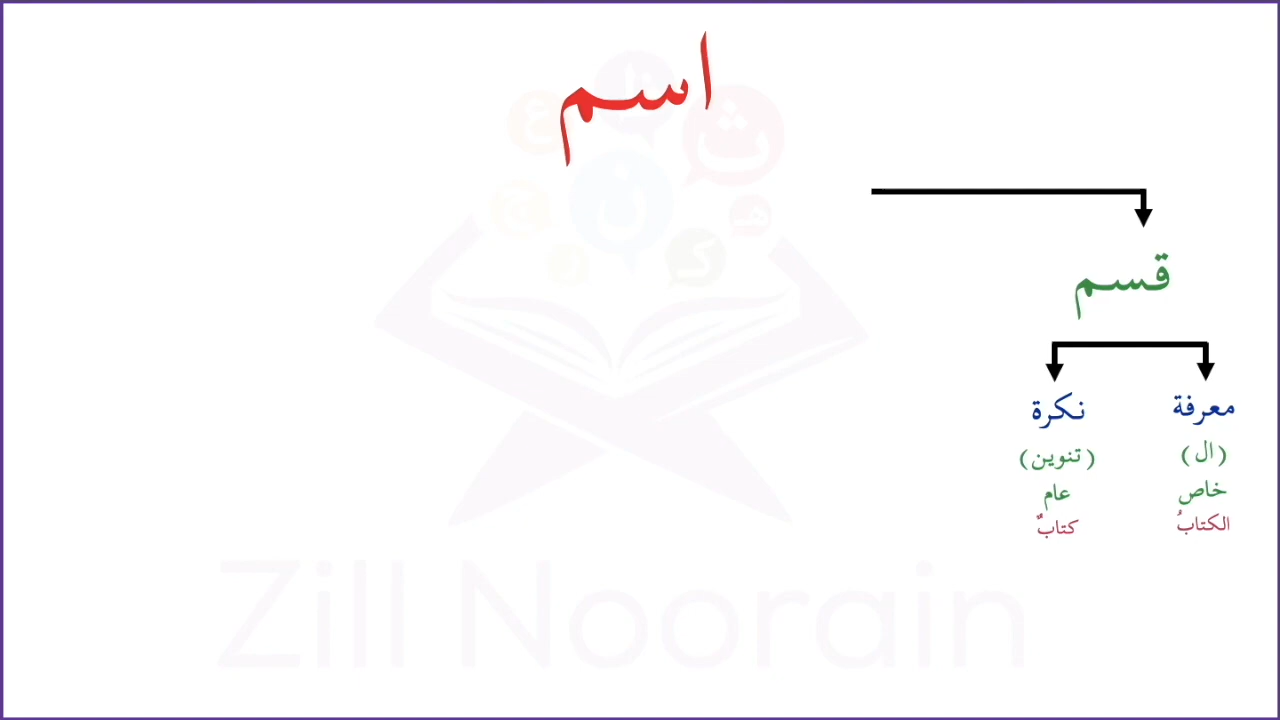 اسم
قسم
معرفة نكرة
(ال) (تنوين)
خاص عام
الكتابُ كتابٌ
Zill Noorain